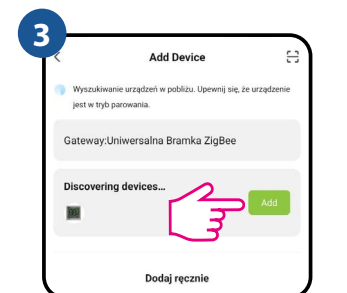 3
Add Device
Wyszukiwanie urządzeń w pobliżu. Upewnij się, że urządzenie
jest w tryb parowania.
Gateway:Uniwersalna Bramka ZigBee
Discovering devices...
Add
Dodaj ręcznie